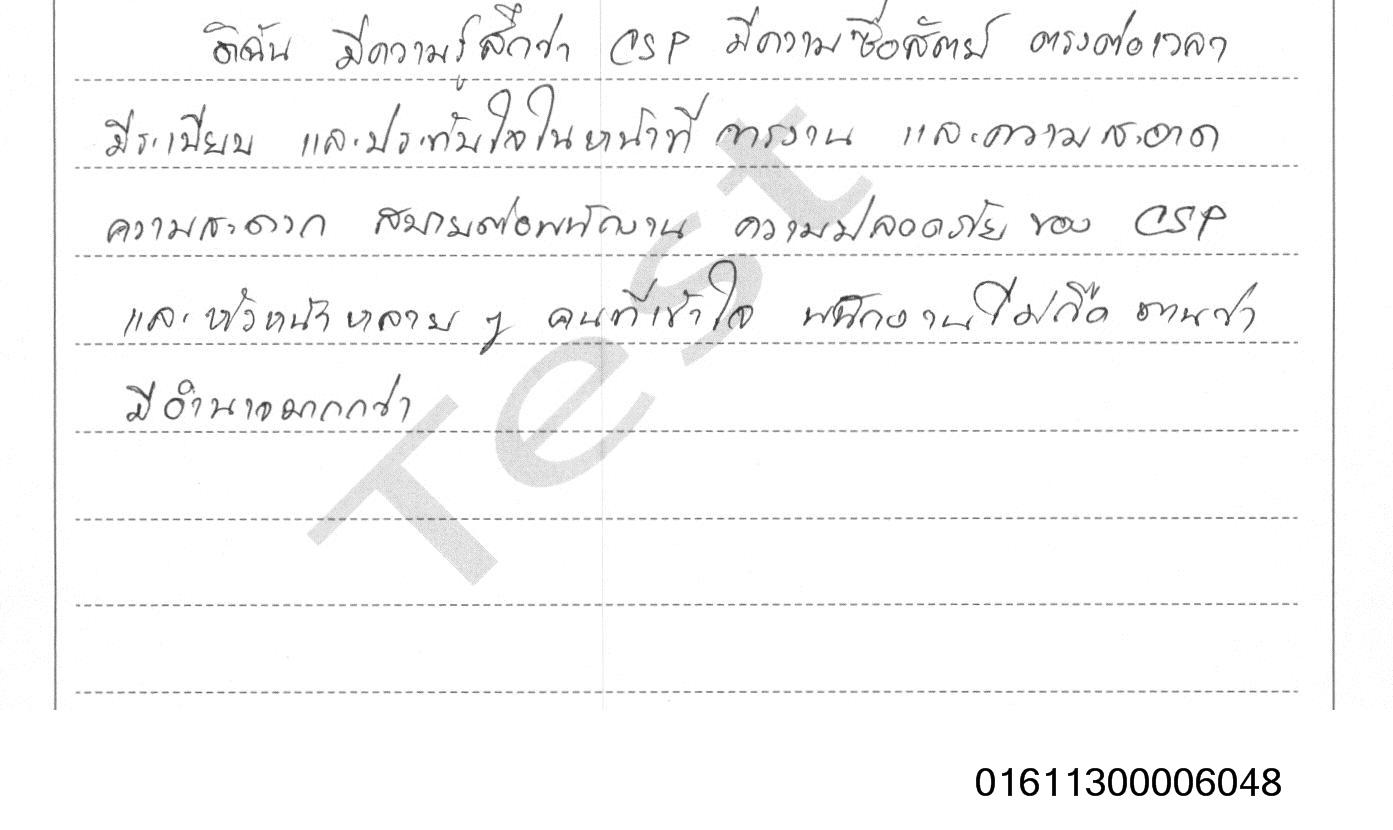 ดิฉัน มีความรู้สึกว่า CSP มีความซื่อสัตย์ ตรงต่อเวลา
มีระเบียบ และประทับใจในหน้าที่ การงาน และความสะอาด
ความสะดวก สบายต่อพนักงาน ความปลอดภัย ของ CSP
และหัวหน้าหลาย ๆ คนที่เข้าใจ พนักงานไม่ถือ ตนว่า
มีอำนาจมากกว่า
Test
01611300006048